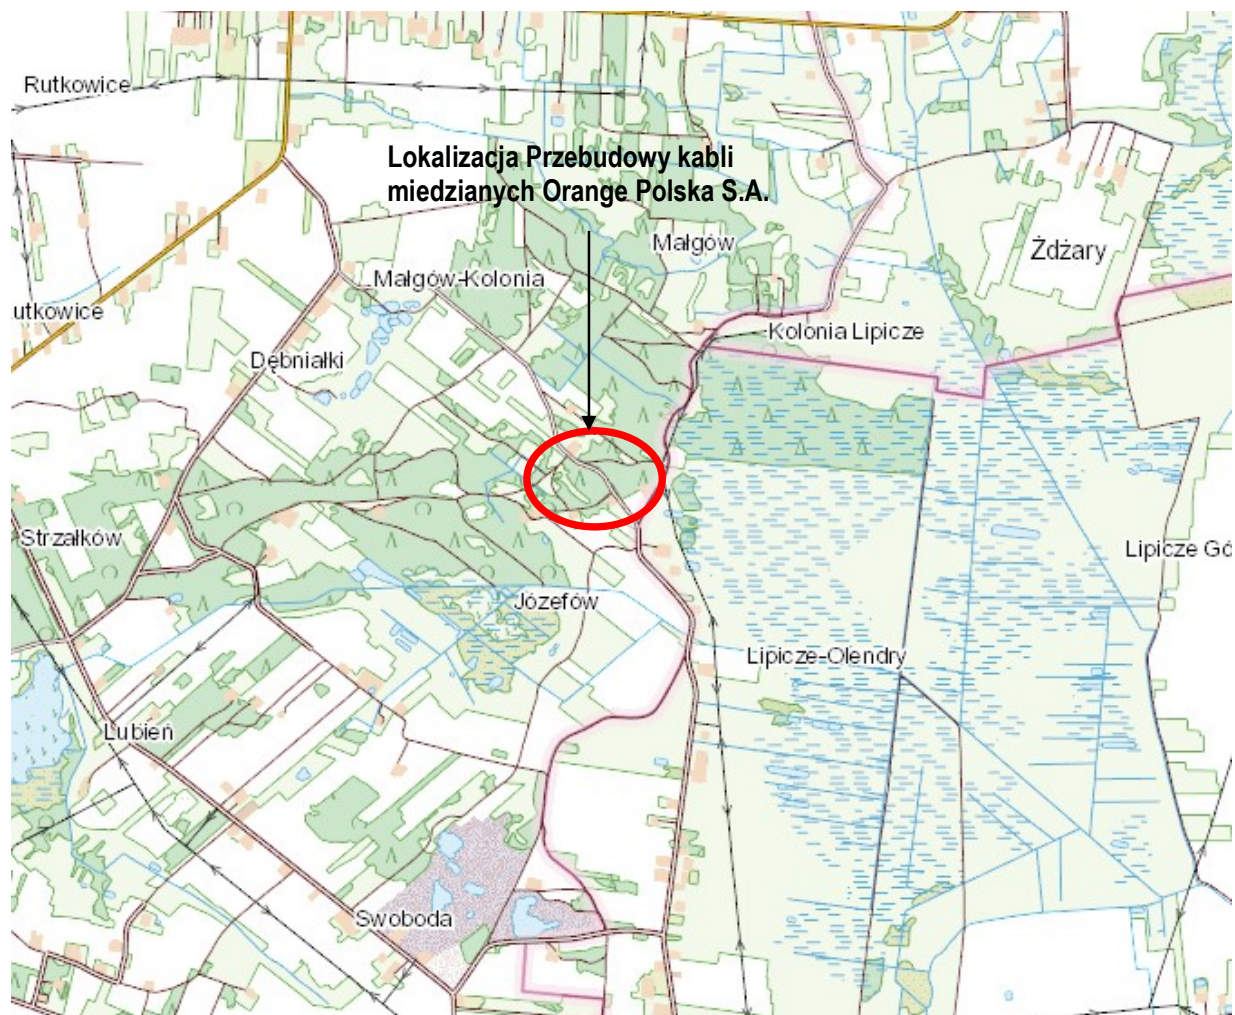 Rutkowice
Lokalizacja Przebudowy kabli
miedzianych Orange Polska S.A.
Małgów
Żdżary
Małgów-Kolonia
utkowice
Kolonia Lipicze
Dębniałki
Strzałków
Lipicze Gó
Józefów
Lipicze-Olendry
Lubień
Swoboda